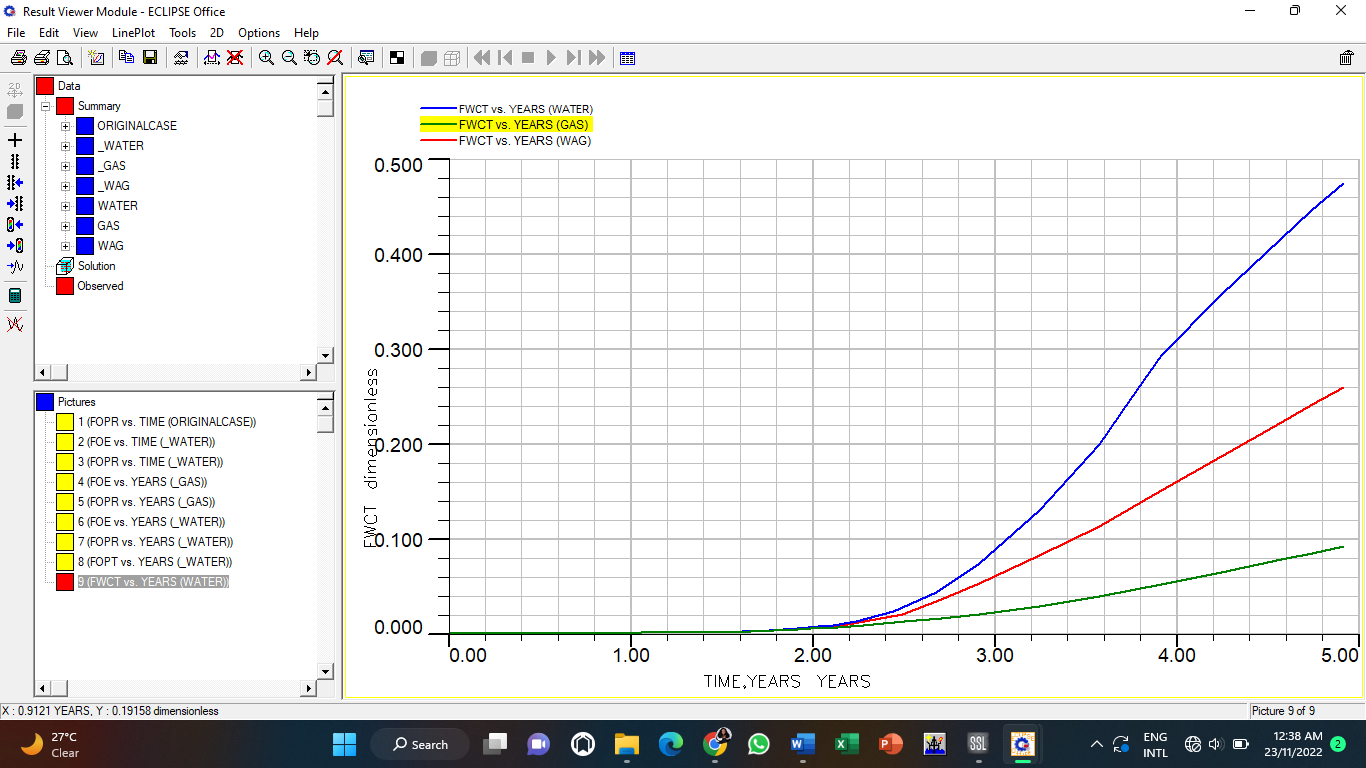 Result Viewer Module - ECLIPSE Office
File Edit View LinePlot Tools 2D Options Help
2D
Data
Summary
ORIGINALCASE
_WATER
_GAS
_WAG
WATER
GAS
WAG
Solution
Observed
Pictures
1 (FOPR vs. TIME (ORIGINALCASE))
2 (FOE vs. TIME (_WATER))
3 (FOPR vs. TIME (_WATER))
4 (FOE vs. YEARS (_GAS))
5 (FOPR vs. YEARS (_GAS))
6 (FOE vs. YEARS (_WATER))
7 (FOPR vs. YEARS (_WATER))
8 (FOPT vs. YEARS (_WATER))
9 (FWCT vs. YEARS (WATER))
FWCT vs. YEARS (WATER)
FWCT vs. YEARS (GAS)
FWCT vs. YEARS (WAG)
0.500
0.400
0.300
0.200
0.100
0.000
FWCT dimensionless
0.00 1.00 2.00 3.00 4.00 5.00
TIME,YEARS YEARS
X : 0.9121 YEARS, Y : 0.19158 dimensionless
Picture 9 of 9
27°C
Clear
Search
SSL
ENG
INTL
12:38 AM
23/11/2022
2